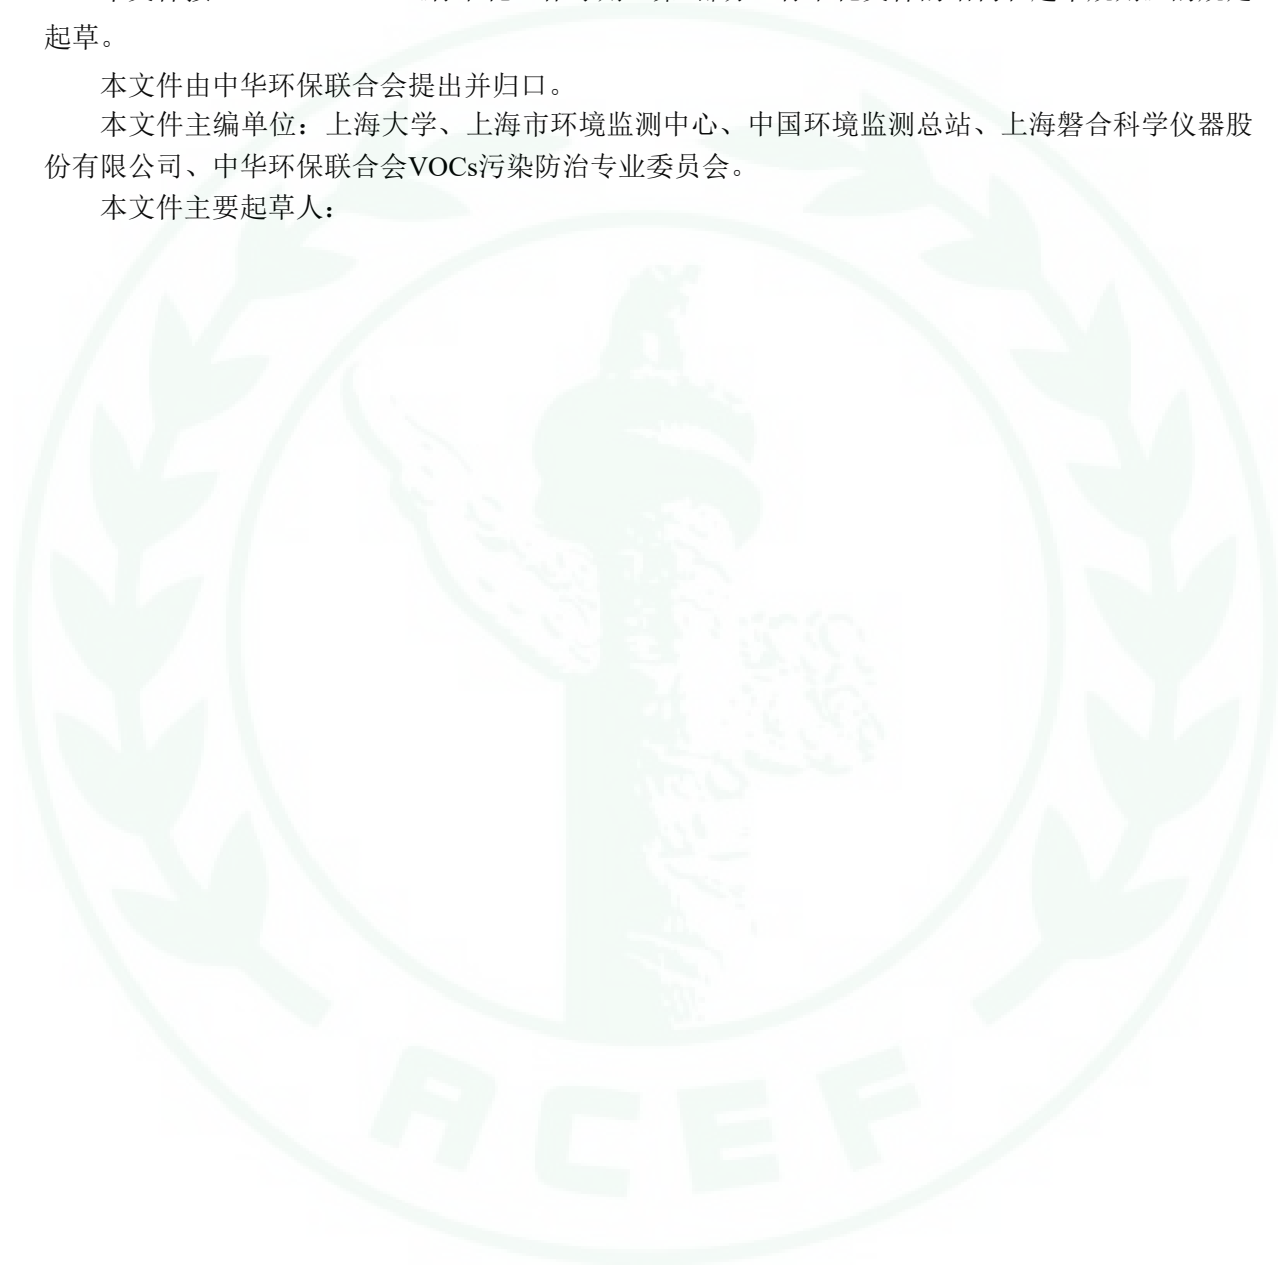 起草。
本文件由中华环保联合会提出并归口。
本文件主编单位：上海大学、上海市环境监测中心、中国环境监测总站、上海磐合科学仪器股
份有限公司、中华环保联合会VOCs污染防治专业委员会。
本文件主要起草人：
ACEF